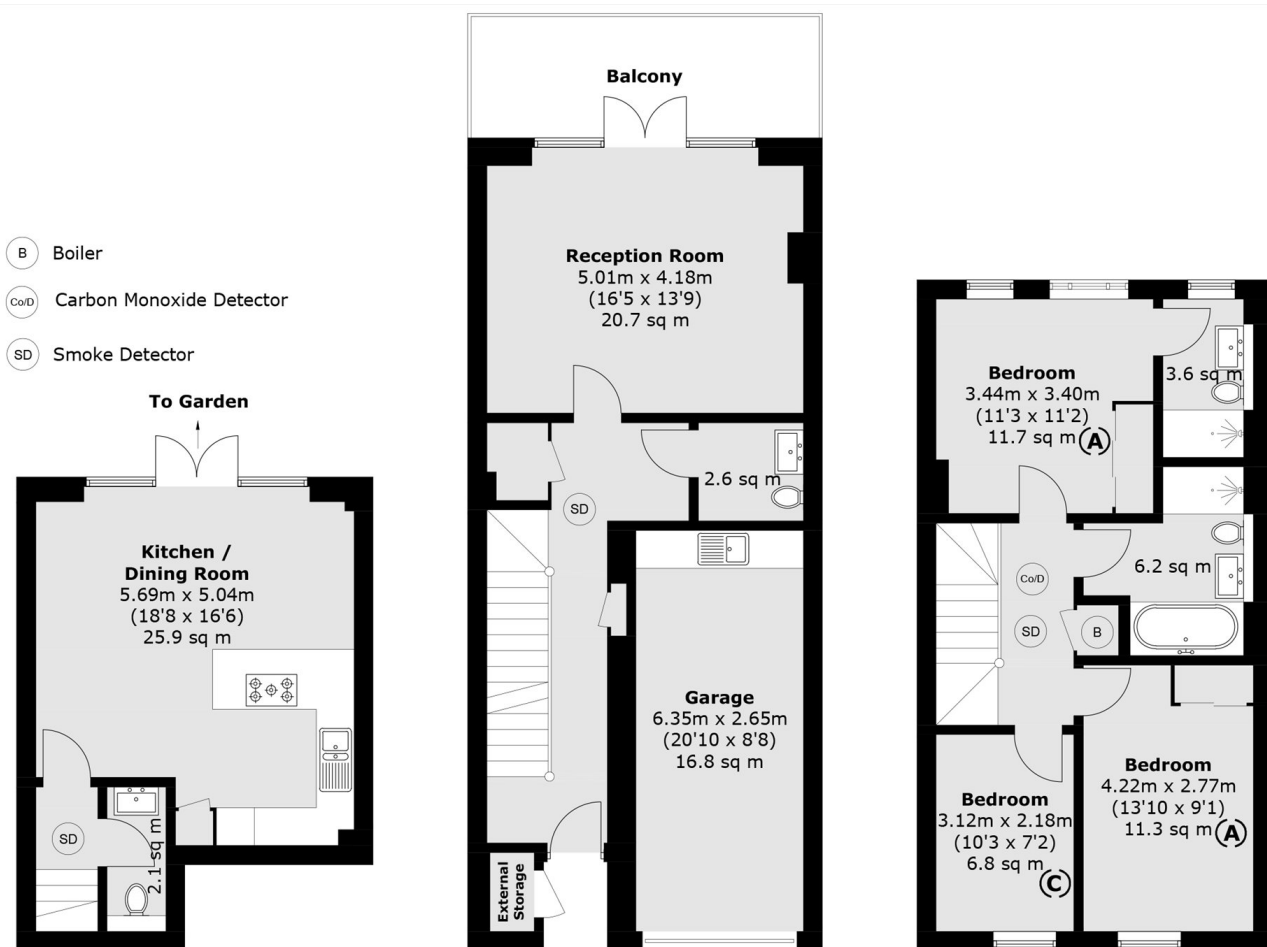 Balcony
Reception Room
5.01m x 4.18m
(16'5 x 13'9)
20.7 sq m
B Boiler
Co/D Carbon Monoxide Detector
SD Smoke Detector
To Garden
Kitchen /
Dining Room
5.69m x 5.04m
(18'8 x 16'6)
25.9 sq m
SD
2.1 sq m
2.6 sq m
SD
Garage
6.35m x 2.65m
(20'10 x 8'8)
16.8 sq m
External
Storage
Bedroom
3.44m x 3.40m
(11'3 x 11'2)
11.7 sq m (A)
3.6 sq m
6.2 sq m
Co/D
SD
B
Bedroom
3.12m x 2.18m
(10'3 x 7'2)
6.8 sq m
(C)
Bedroom
4.22m x 2.77m
(13'10 x 9'1)
11.3 sq m (A)